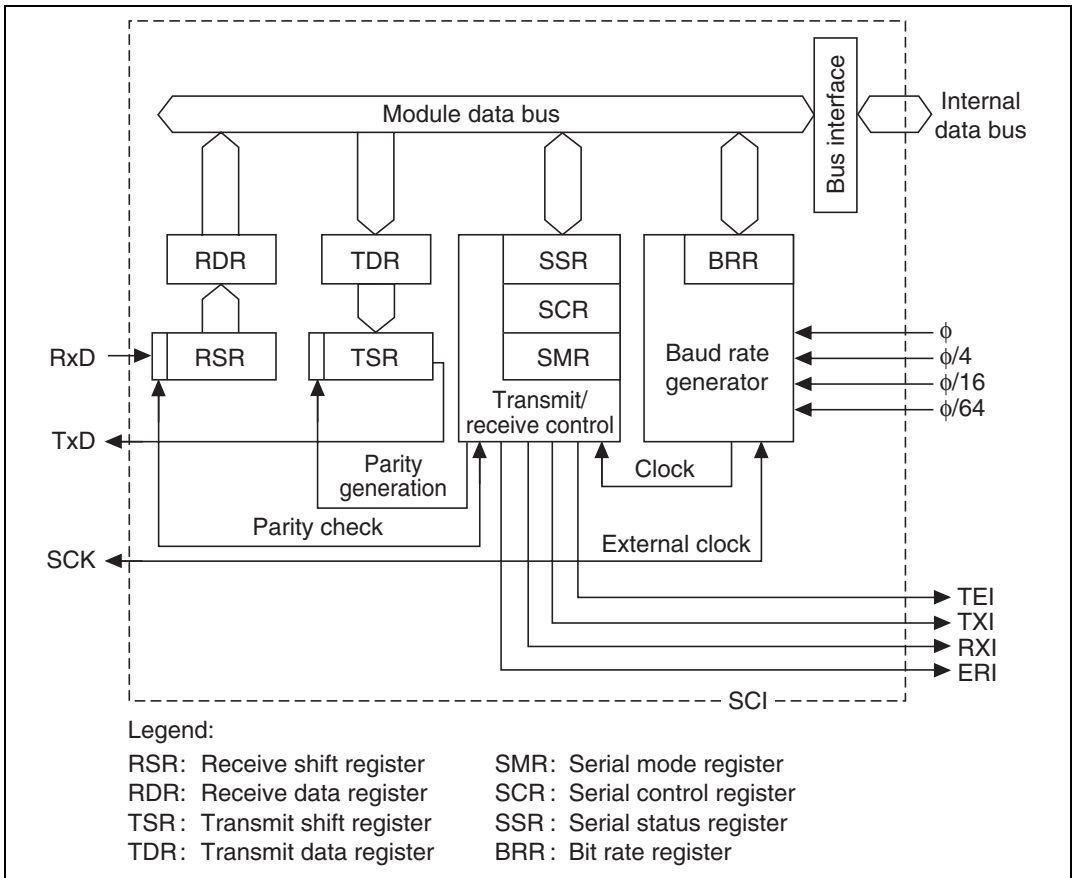 Module data bus
Bus interface
Internal
data bus
RDR
TDR
SSR
BRR
SCR
RxD
RSR
TSR
SMR
Baud rate
generator
ϕ
ϕ/4
ϕ/16
ϕ/64
Transmit/
receive control
TxD
Parity
generation
Clock
Parity check
External clock
SCK
TEI
TXI
RXI
ERI
SCI
Legend:
RSR: Receive shift register
RDR: Receive data register
TSR: Transmit shift register
TDR: Transmit data register
SMR: Serial mode register
SCR: Serial control register
SSR: Serial status register
BRR: Bit rate register